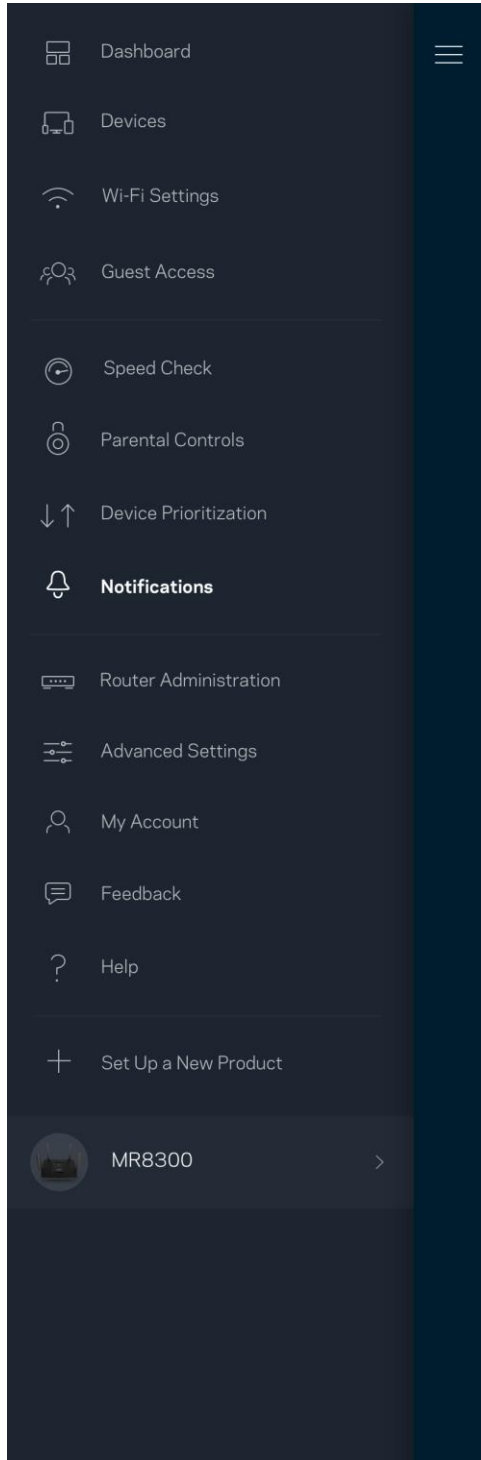 Dashboard
Devices
Wi-Fi Settings
Guest Access
Speed Check
Parental Controls
Device Prioritization
Notifications
Router Administration
Advanced Settings
My Account
Feedback
Help
Set Up a New Product
MR8300